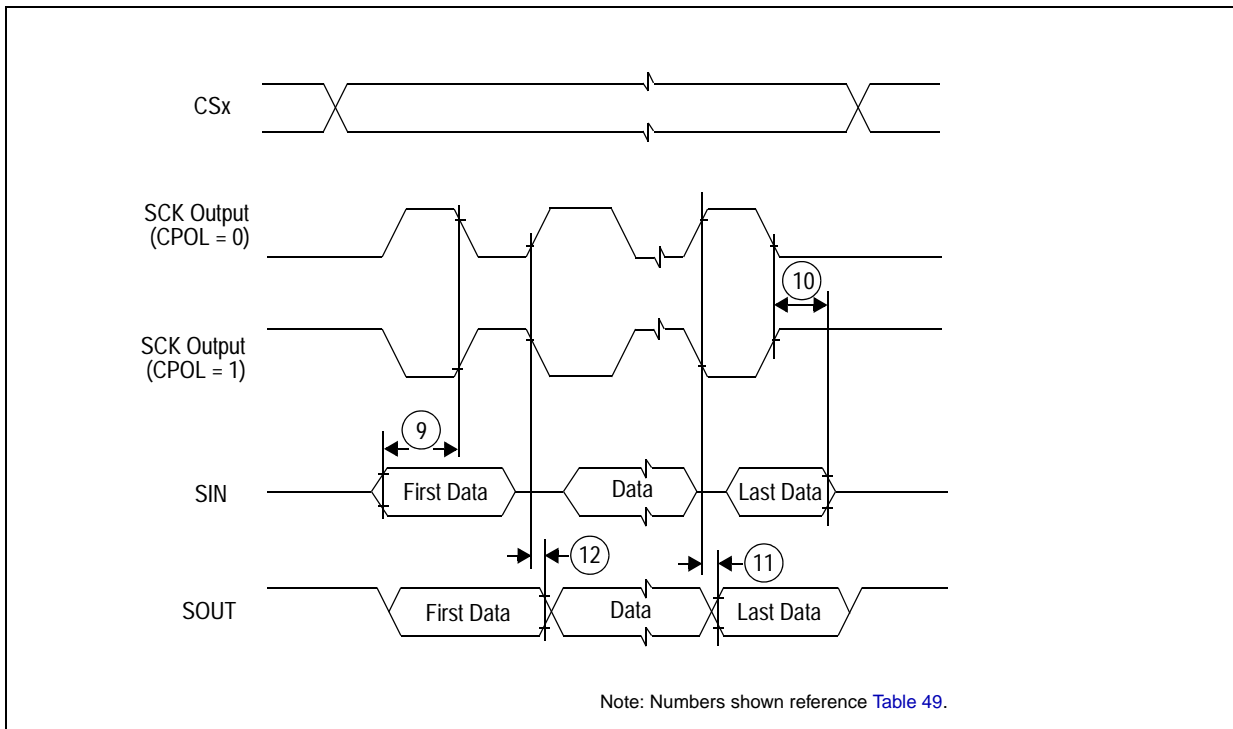 CSx
SCK Output
(CPOL = 0)
10
SCK Output
(CPOL = 1)
9
SIN
First Data
Data
Last Data
12
11
SOUT
First Data
Data
Last Data
Note: Numbers shown reference Table 49.